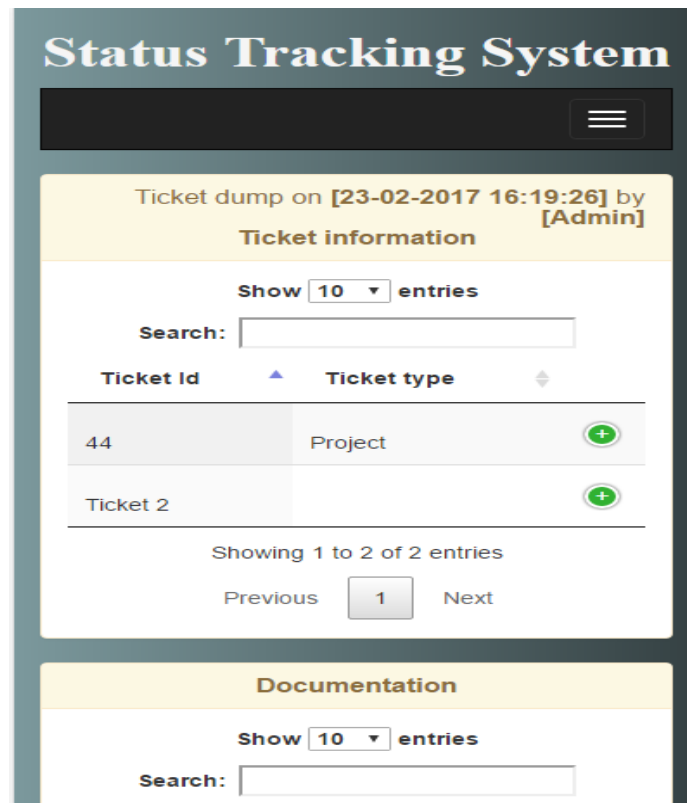 Status Tracking System
Ticket dump on [23-02-2017 16:19:26] by
[Admin]
Ticket information
Show 10 entries
Search:
Ticket Id Ticket type
44 Project
Ticket 2
Showing 1 to 2 of 2 entries
Previous 1 Next
Documentation
Show 10 entries
Search: